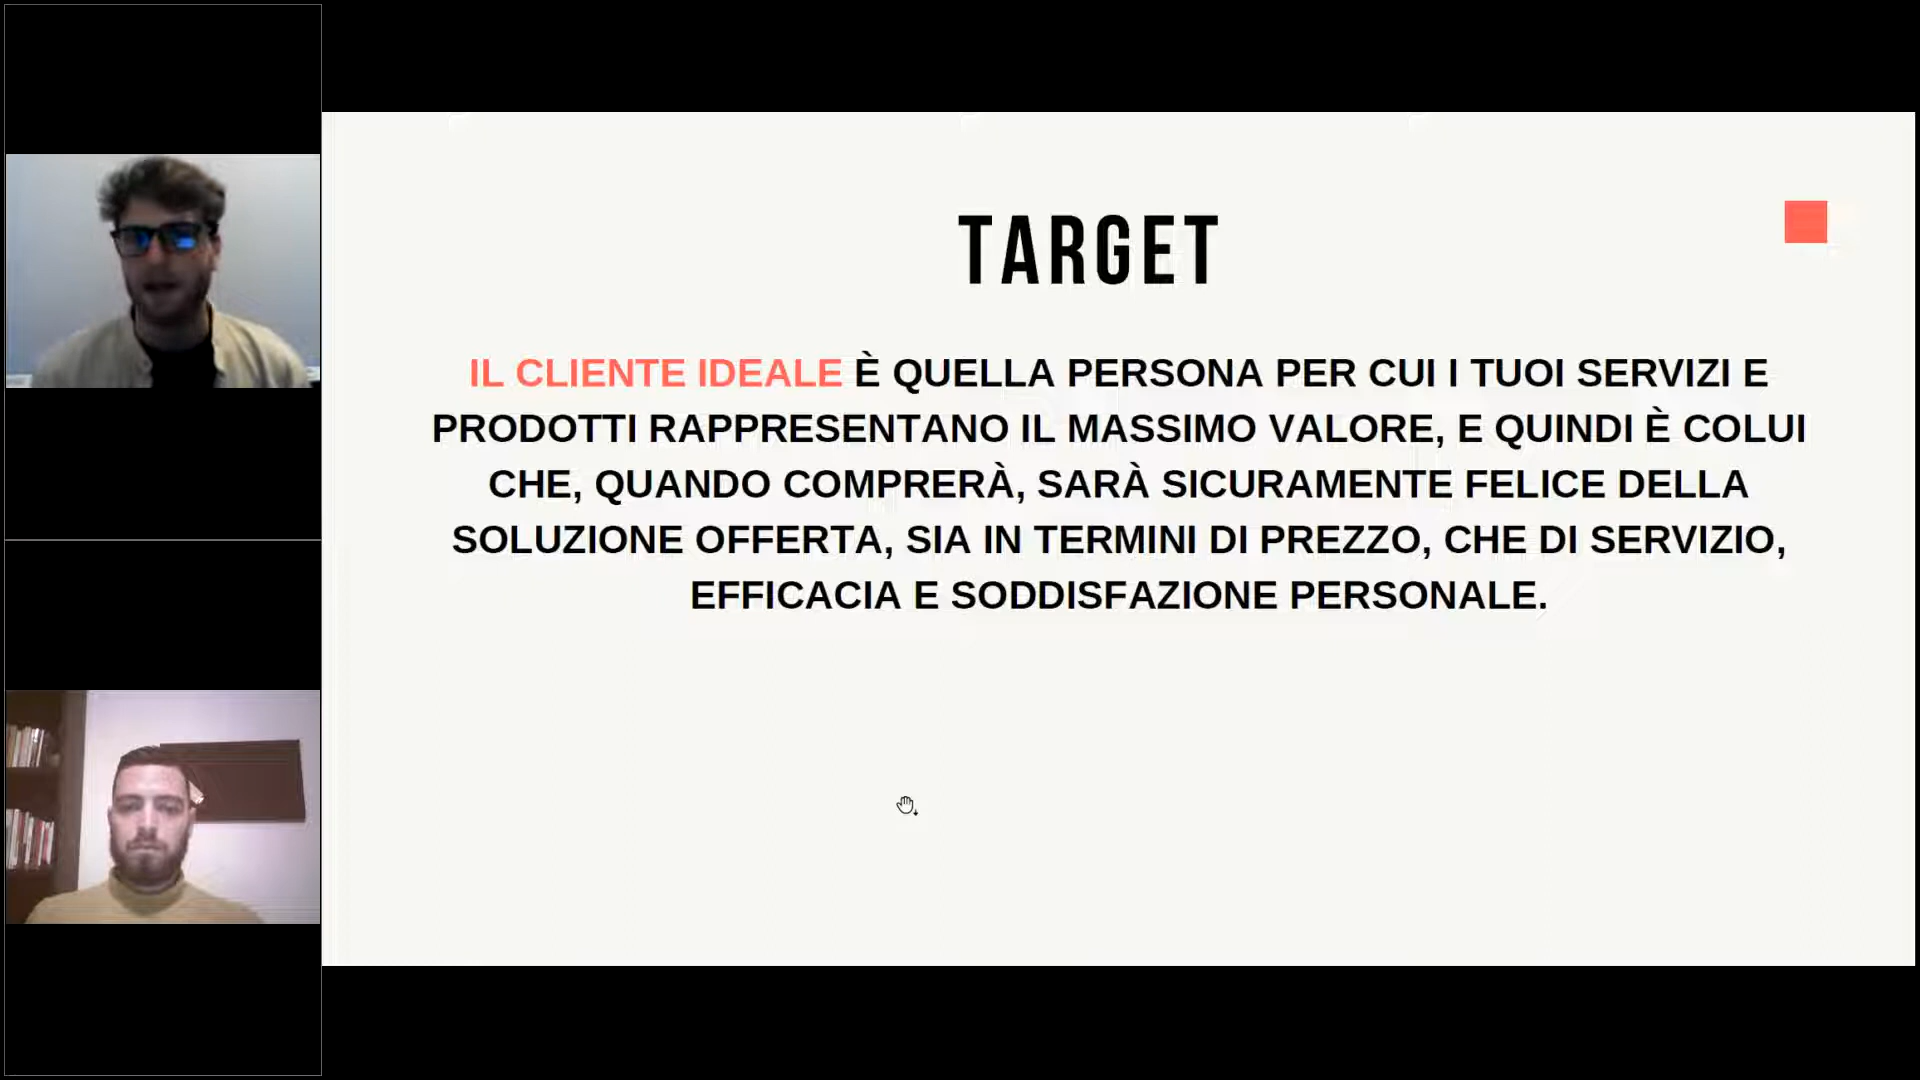 TARGET
IL CLIENTE IDEALE È QUELLA PERSONA PER CUI I TUOI SERVIZI E
PRODOTTI RAPPRESENTANO IL MASSIMO VALORE, E QUINDI È COLUI
CHE, QUANDO COMPRERÀ, SARÀ SICURAMENTE FELICE DELLA
SOLUZIONE OFFERTA, SIA IN TERMINI DI PREZZO, CHE DI SERVIZIO,
EFFICACIA E SODDISFAZIONE PERSONALE.